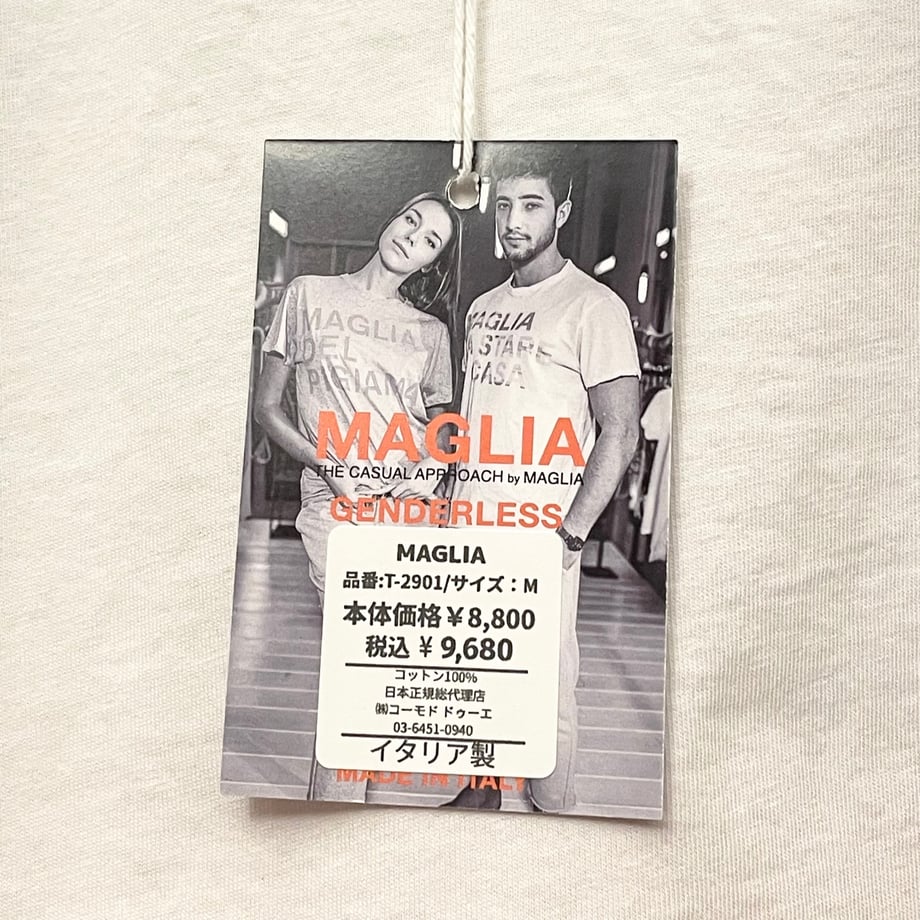 MAGLIA
DEL
PIGIAMA
MAGLIA
A STARE
CASA
MAGLIA
THE CASUAL APPROACH by MAGLIA
GENDERLESS
MAGLIA
品番:T-2901/サイズ：M
本体価格￥8,800
税込 ￥ 9,680
コットン100%
日本正規総代理店
㈱コーモド ドゥーエ
03-6451-0940
イタリア製
MADE IN ITALY